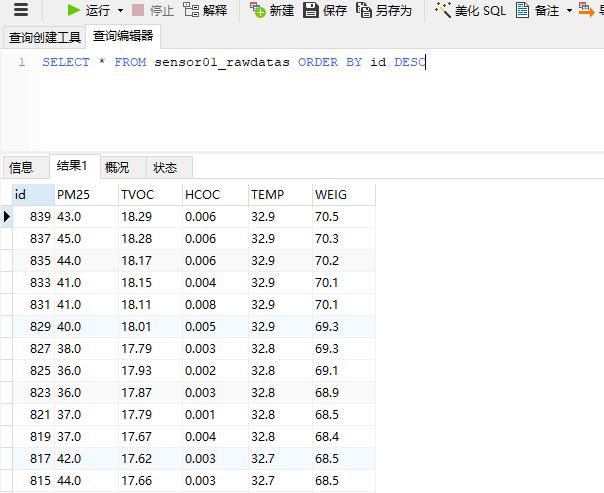 运行 停止 解释 新建 保存 另存为 美化 SQL 备注
查询创建工具 查询编辑器
1 SELECT * FROM sensor01_rawdatas ORDER BY id DESC
信息 结果1 概况 状态
id PM25 TVOC HCOC TEMP WEIG
839 43.0 18.29 0.006 32.9 70.5
837 45.0 18.28 0.006 32.9 70.3
835 44.0 18.17 0.006 32.9 70.2
833 41.0 18.15 0.004 32.9 70.1
831 41.0 18.11 0.008 32.9 70.1
829 40.0 18.01 0.005 32.9 69.3
827 38.0 17.79 0.003 32.8 69.3
825 36.0 17.93 0.002 32.8 69.1
823 36.0 17.87 0.003 32.8 68.9
821 37.0 17.79 0.001 32.8 68.5
819 37.0 17.67 0.004 32.8 68.4
817 42.0 17.62 0.003 32.7 68.5
815 44.0 17.66 0.003 32.7 68.5